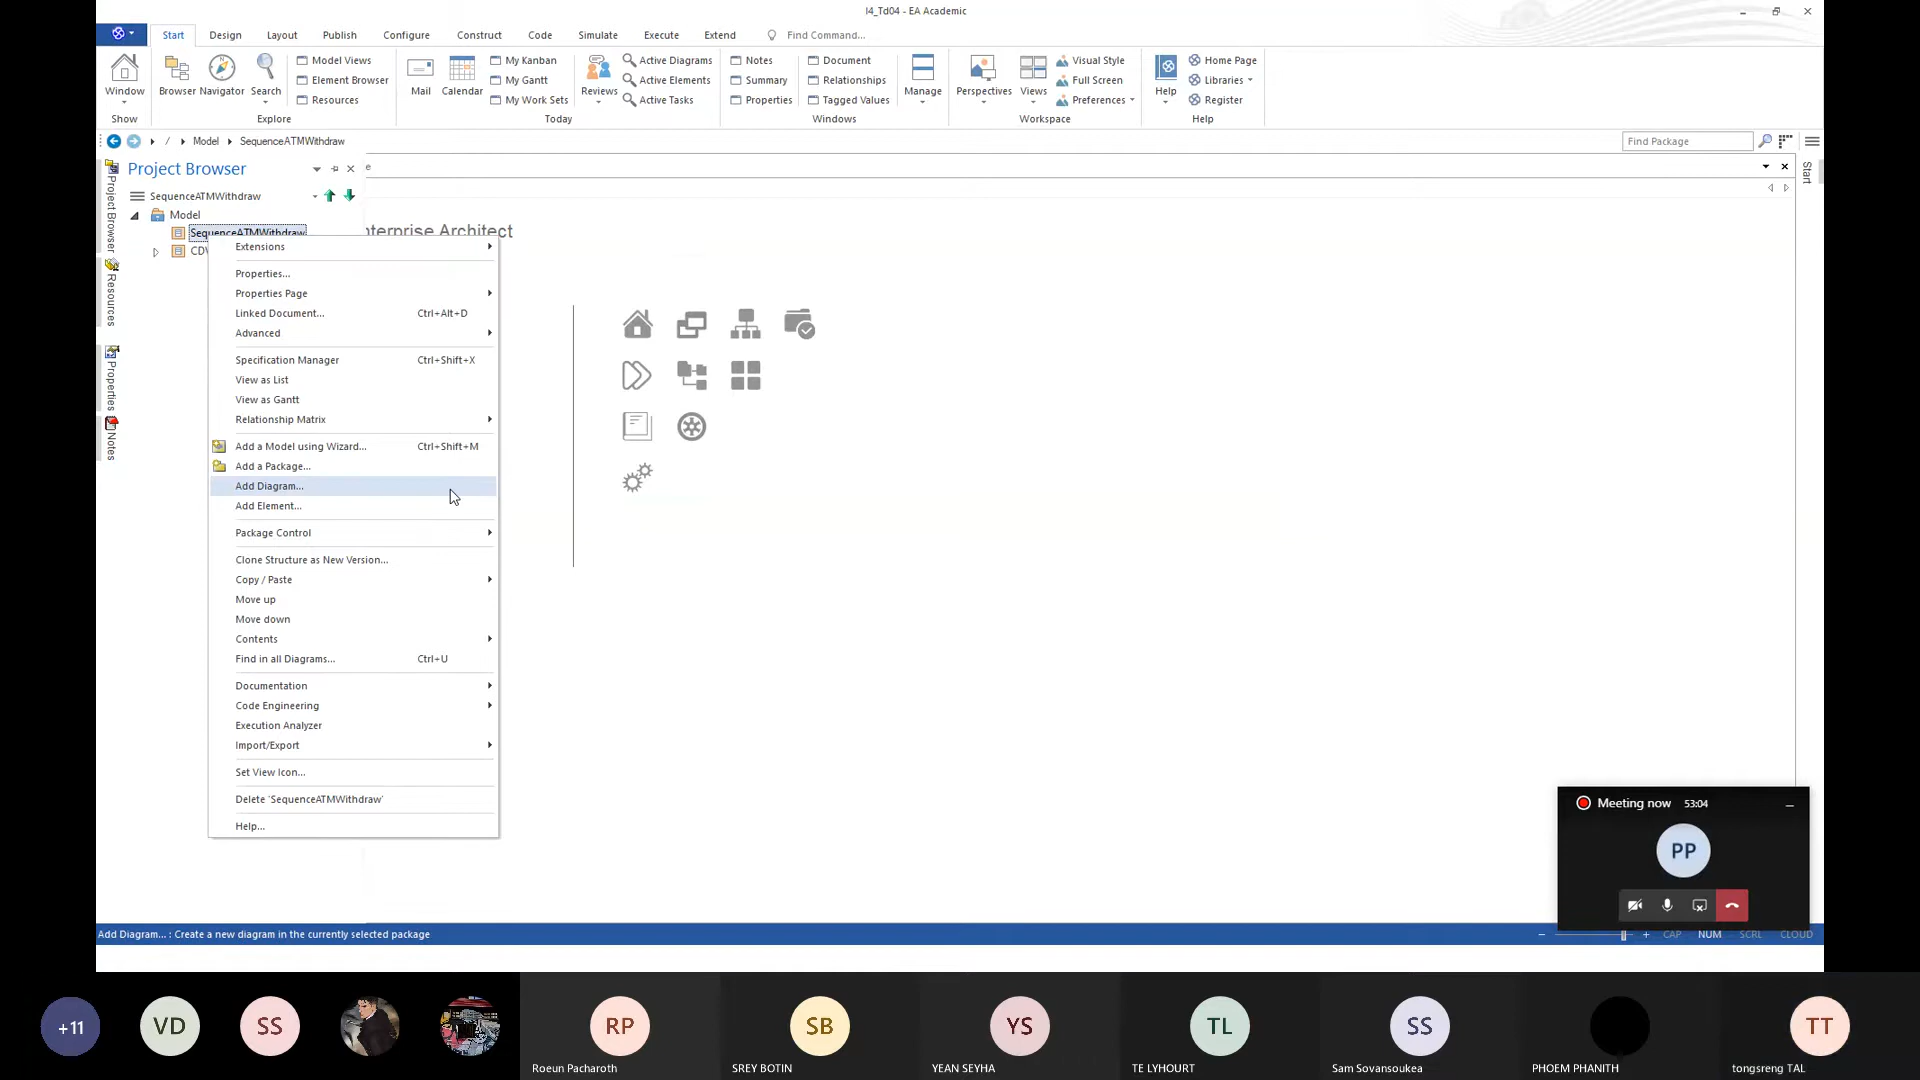 I4_Td04 - EA Academic
Start Design Layout Publish Configure Construct Code Simulate Execute Extend Find Command...
Window Browser Navigator Search Model Views Element Browser Resources Mail Calendar My Kanban My Gantt My Work Sets Reviews Active Diagrams Active Elements Active Tasks Notes Summary Properties Document Relationships Tagged Values Manage Perspectives Views Visual Style Full Screen Preferences Help Home Page Libraries Register
Show Explore Today Windows Workspace Help
/ Model SequenceATMWithdraw Find Package
Project Browser
SequenceATMWithdraw
Model
SequenceATMWithdraw
Project Browser
Resources
Properties
Notes
Start
Extensions
Properties...
Properties Page
Linked Document... Ctrl+Alt+D
Advanced
Specification Manager Ctrl+Shift+X
View as List
View as Gantt
Relationship Matrix
Add a Model using Wizard... Ctrl+Shift+M
Add a Package...
Add Diagram...
Add Element...
Package Control
Clone Structure as New Version...
Copy / Paste
Move up
Move down
Contents
Find in all Diagrams... Ctrl+U
Documentation
Code Engineering
Execution Analyzer
Import/Export
Set View Icon...
Delete 'SequenceATMWithdraw'
Help...
Architect
Meeting now 53:04
PP
Add Diagram... : Create a new diagram in the currently selected package
CAP NUM SCRL CLOUD
+11 VD SS RP SB YS TL SS TT
Roeun Pacharoth SREY BOTIN YEAN SEYHA TE LYHOURT Sam Sovansoukea PHOEM PHANITH tongsreng TAL